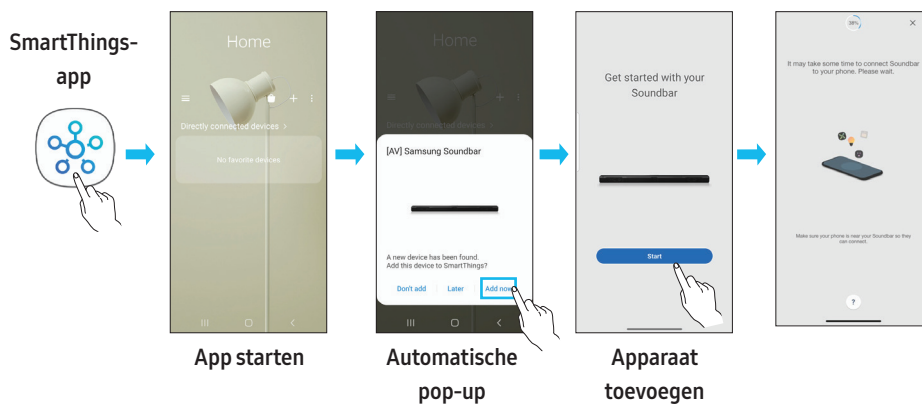 SmartThings-
app
Home
Directly connected devices >
No favorite devices
App starten
Home
Directly connected devices >
[AV] Samsung Soundbar
A new device has been found.
Add this device to SmartThings?
Don't add Later Add now
Automatische
pop-up
Get started with your
Soundbar
Start
Apparaat
toevoegen
38%
It may take some time to connect Soundbar
to your phone. Please wait.
Make sure your phone is near your Soundbar so they
can connect.
?